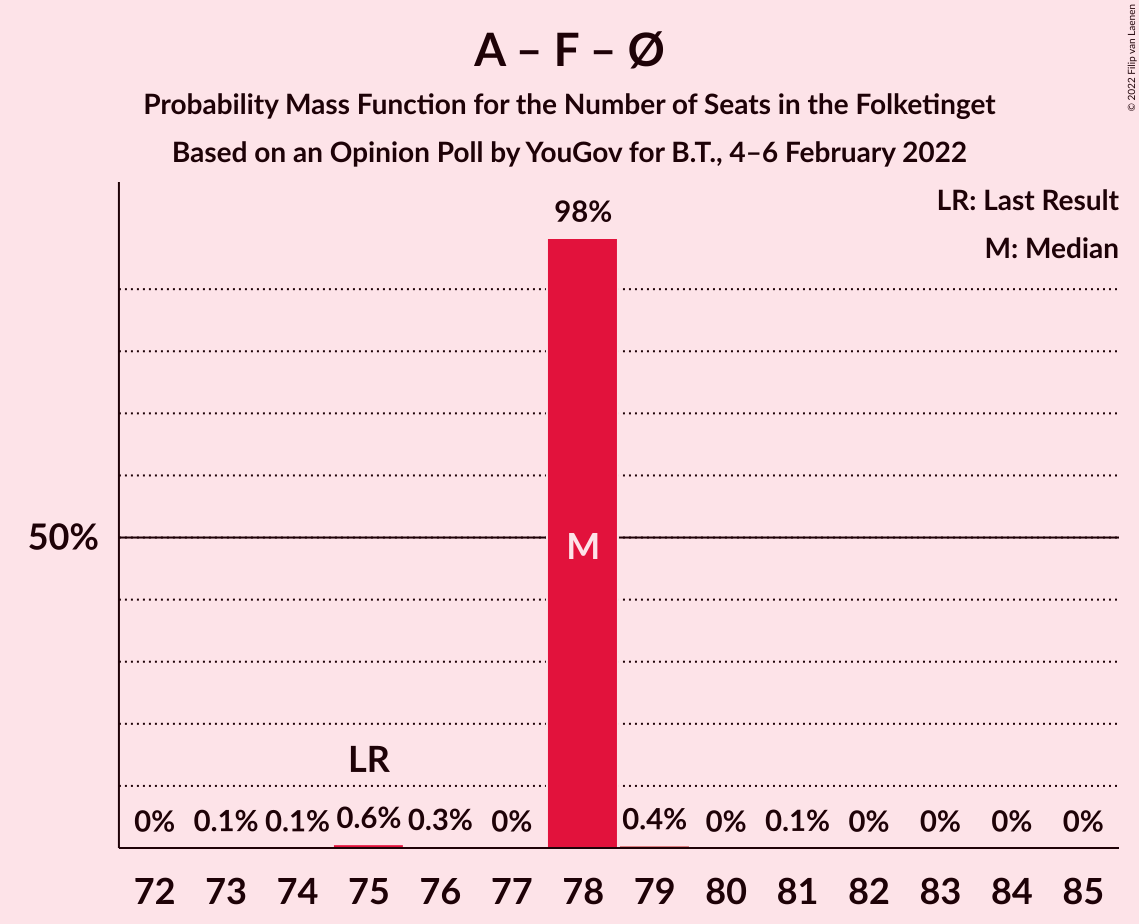 A – F – Ø
Probability Mass Function for the Number of Seats in the Folketinget
Based on an Opinion Poll by YouGov for B.T., 4–6 February 2022
© 2022 Filip van Laenen
LR: Last Result
M: Median
98%
50%
M
LR
0% 0.1% 0.1% 0.6% 0.3% 0% 0.4% 0% 0.1% 0% 0% 0% 0%
72 73 74 75 76 77 78 79 80 81 82 83 84 85